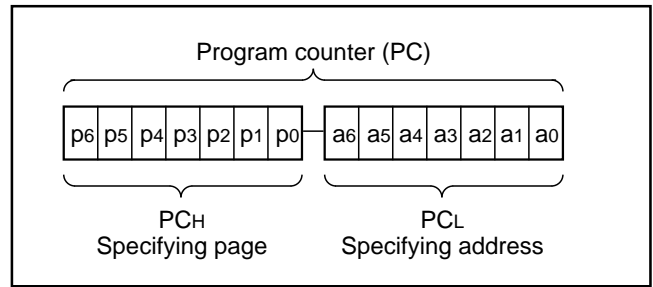 Program counter (PC)
p6 p5 p4 p3 p2 p1 p0 a6 a5 a4 a3 a2 a1 a0
PCH PCL
Specifying page Specifying address